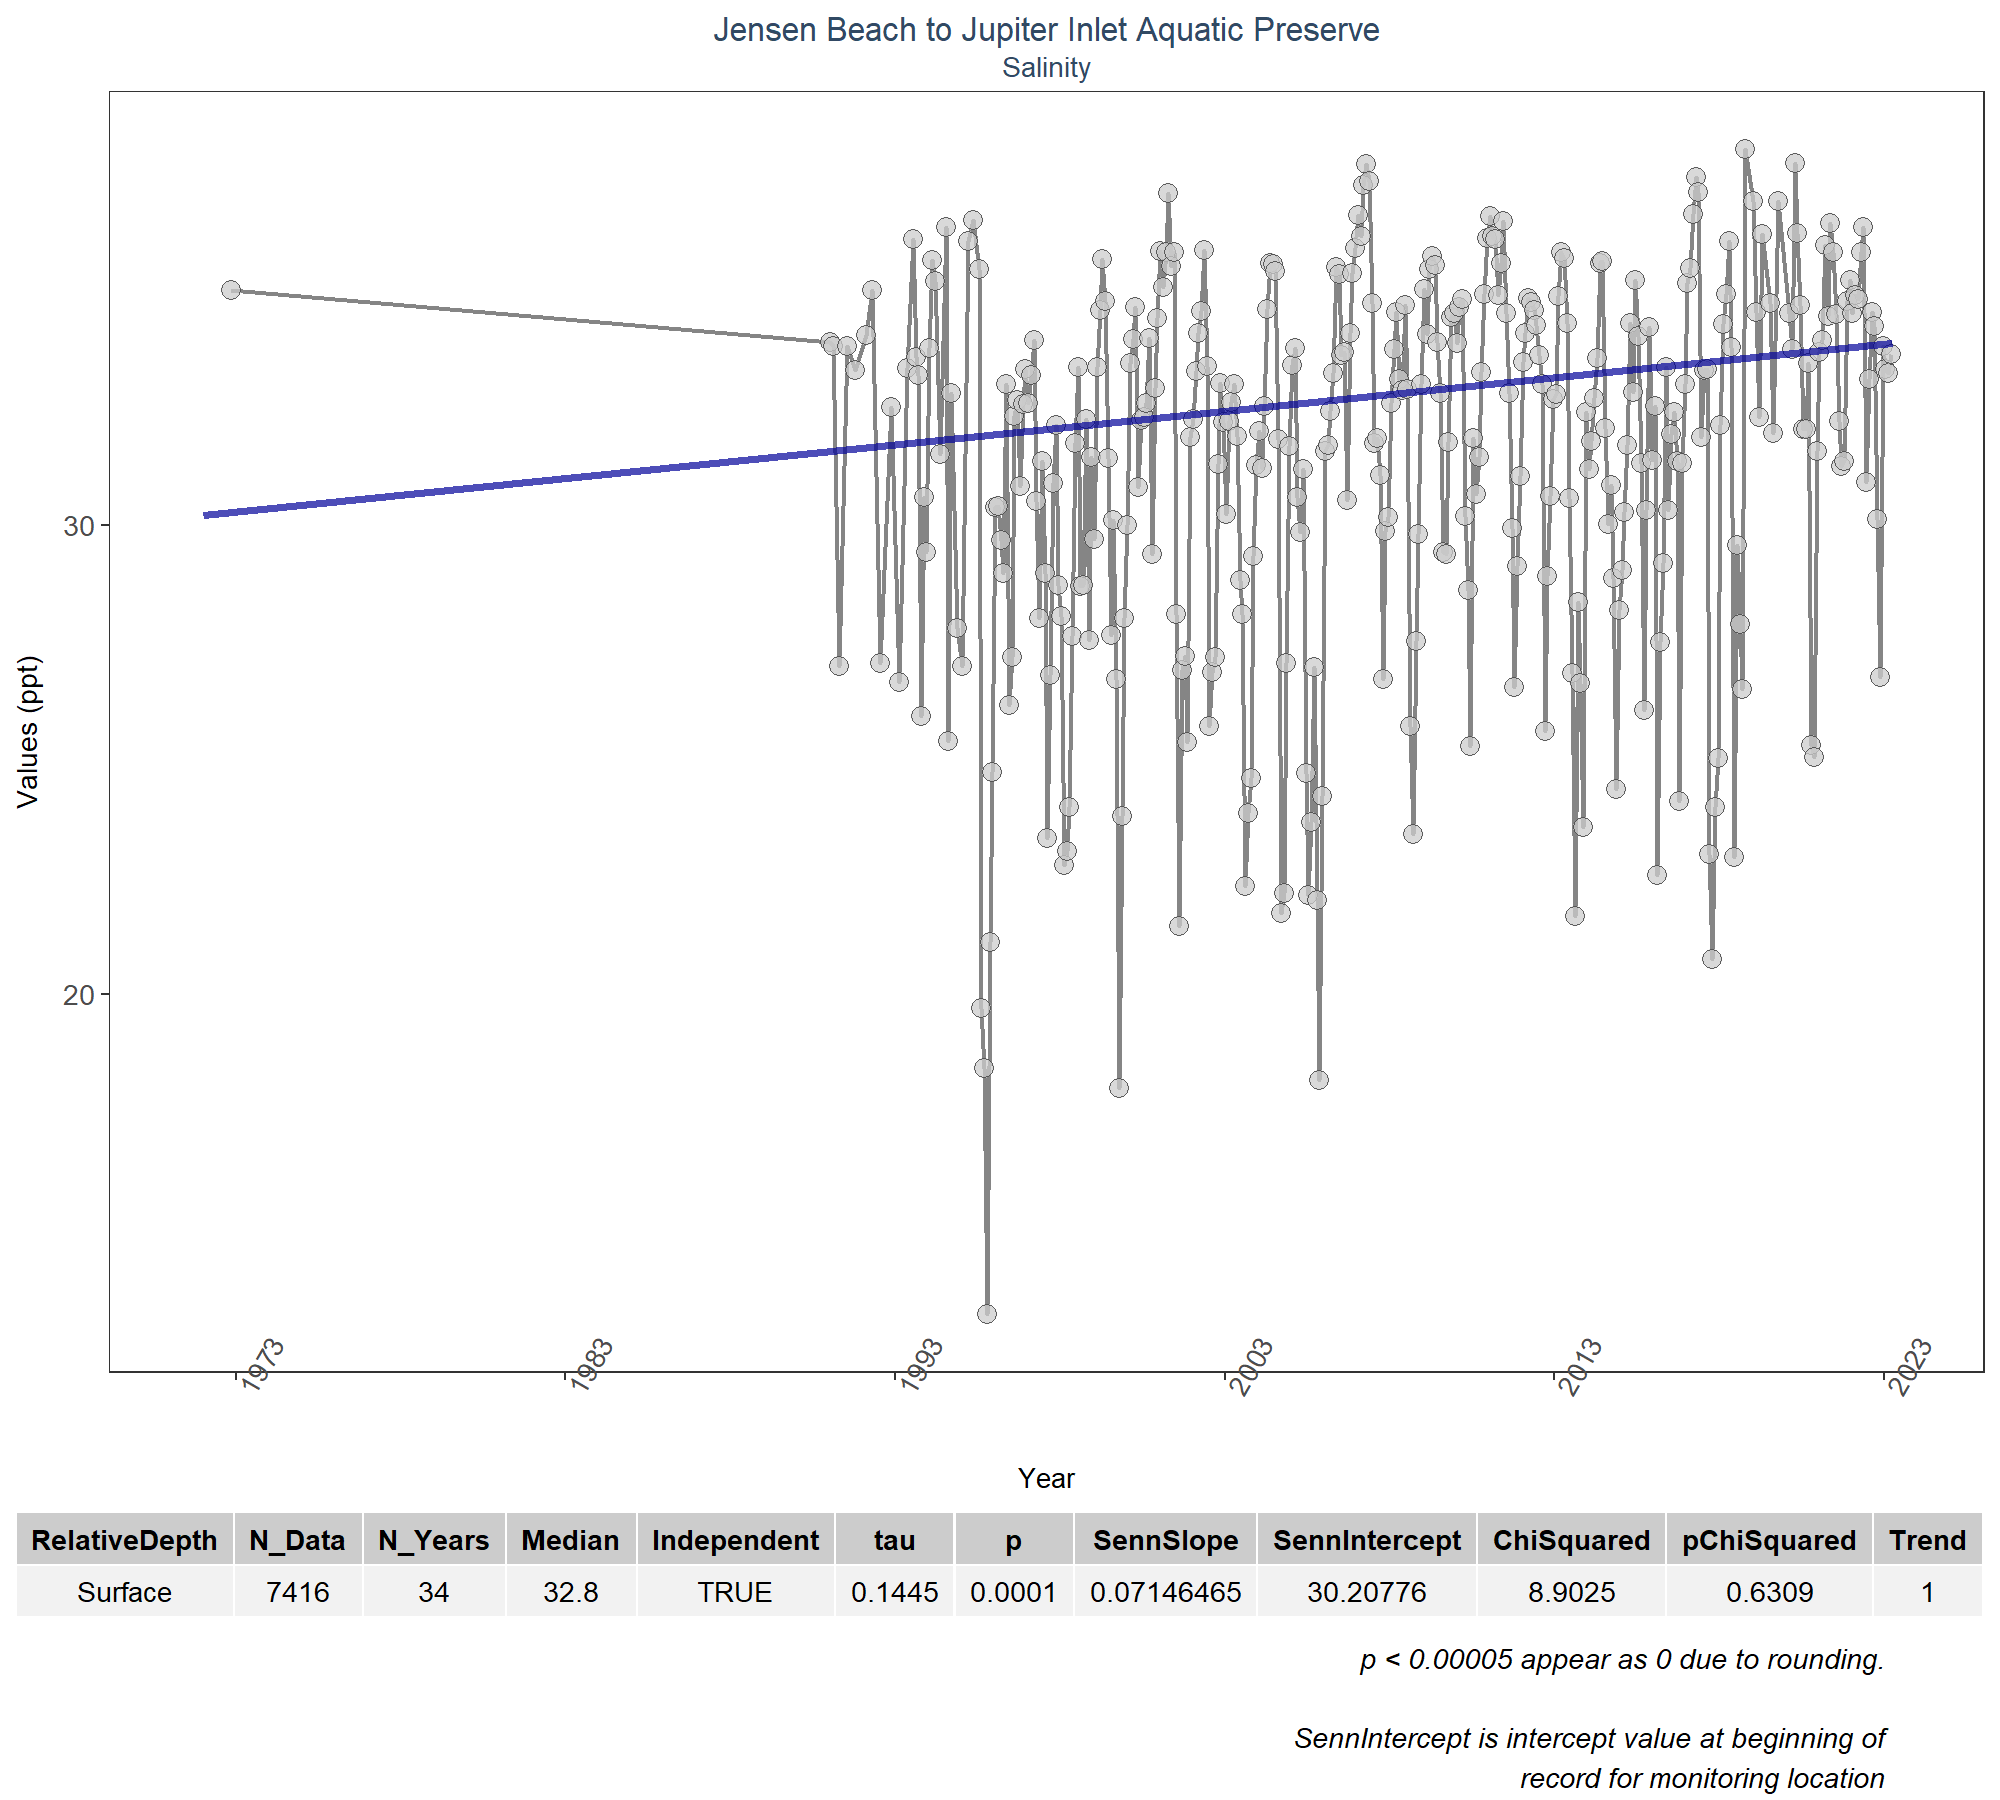 Jensen Beach to Jupiter Inlet Aquatic Preserve
Salinity
Values (ppt)
30
20
1973 1983 1993 2003 2013 2023
Year
RelativeDepth N_Data N_Years Median Independent tau p SennSlope SennIntercept ChiSquared pChiSquared Trend
Surface 7416 34 32.8 TRUE 0.1445 0.0001 0.07146465 30.20776 8.9025 0.6309 1
p < 0.00005 appear as 0 due to rounding.
SennIntercept is intercept value at beginning of
record for monitoring location